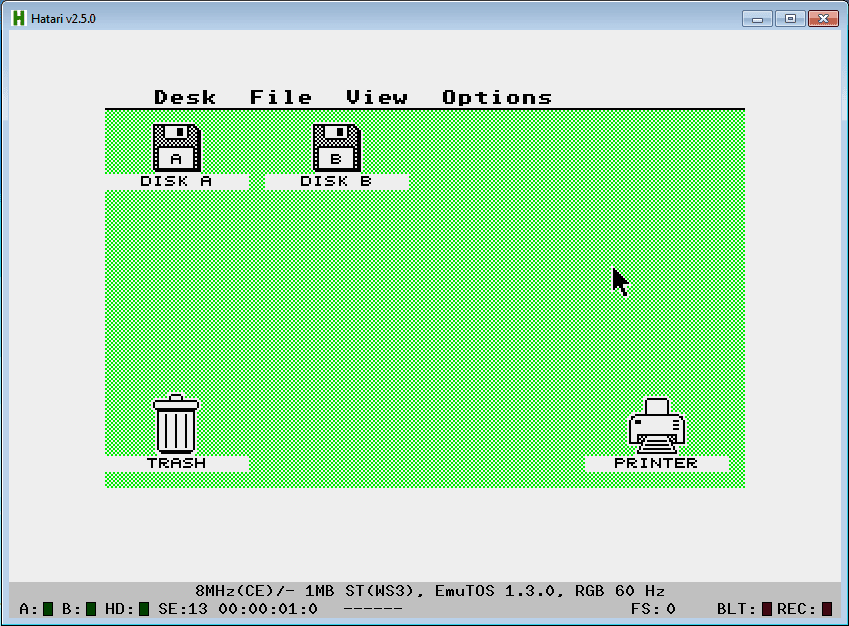 Hatari v2.5.0
Desk File View Options
A B
DISK A DISK B
TRASH PRINTER
8MHz(CE)/- 1MB ST(WS3), EmuTOS 1.3.0, RGB 60 Hz
A: B: HD: SE:13 00:00:01:0 ------ FS: 0 BLT: REC: